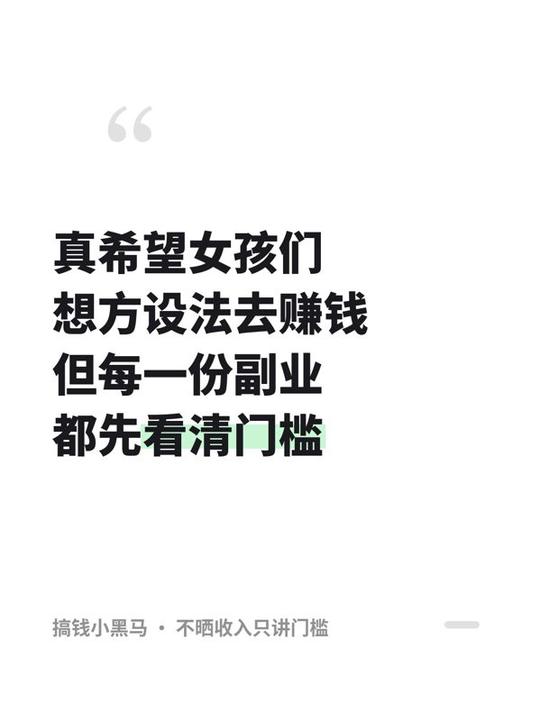 “
真希望女孩们
想方设法去赚钱
但每一份副业
都先看清门槛
搞钱小黑马 · 不晒收入只讲门槛